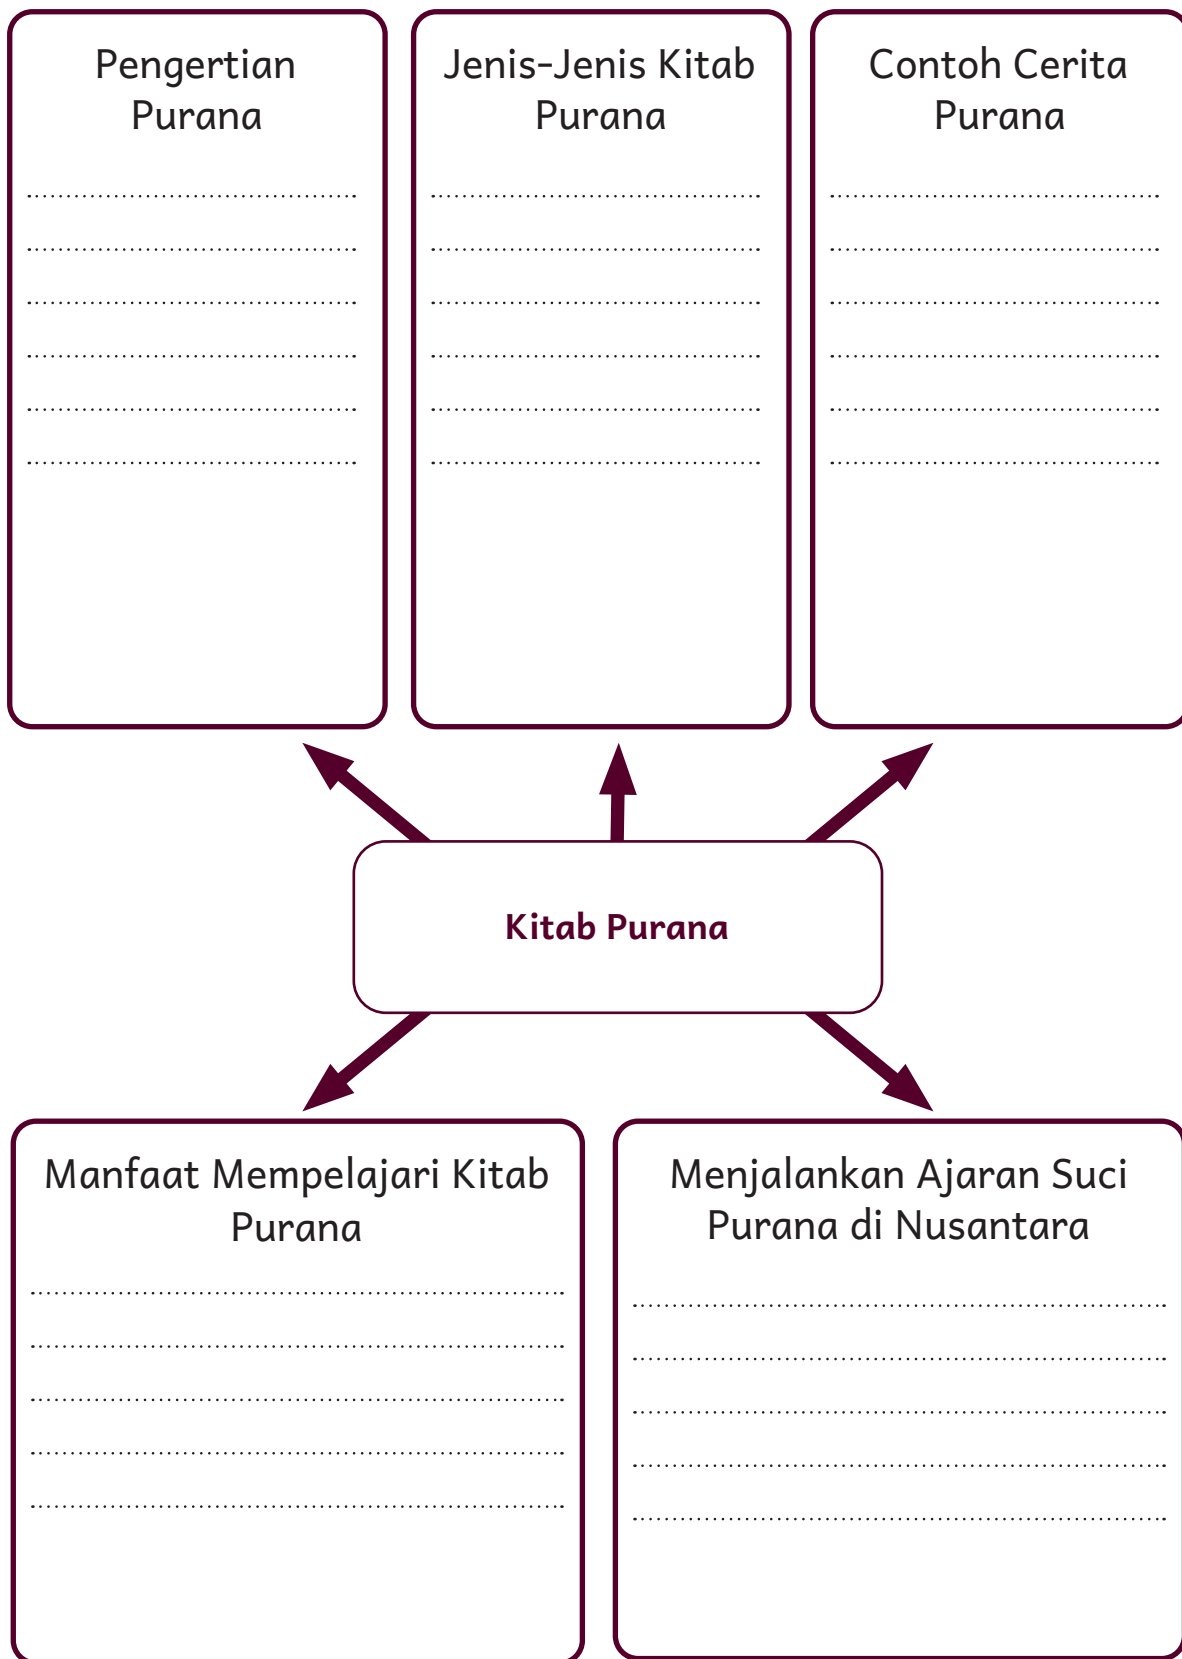 Pengertian
Purana
Jenis-Jenis Kitab
Purana
Contoh Cerita
Purana
Kitab Purana
Manfaat Mempelajari Kitab
Purana
Menjalankan Ajaran Suci
Purana di Nusantara